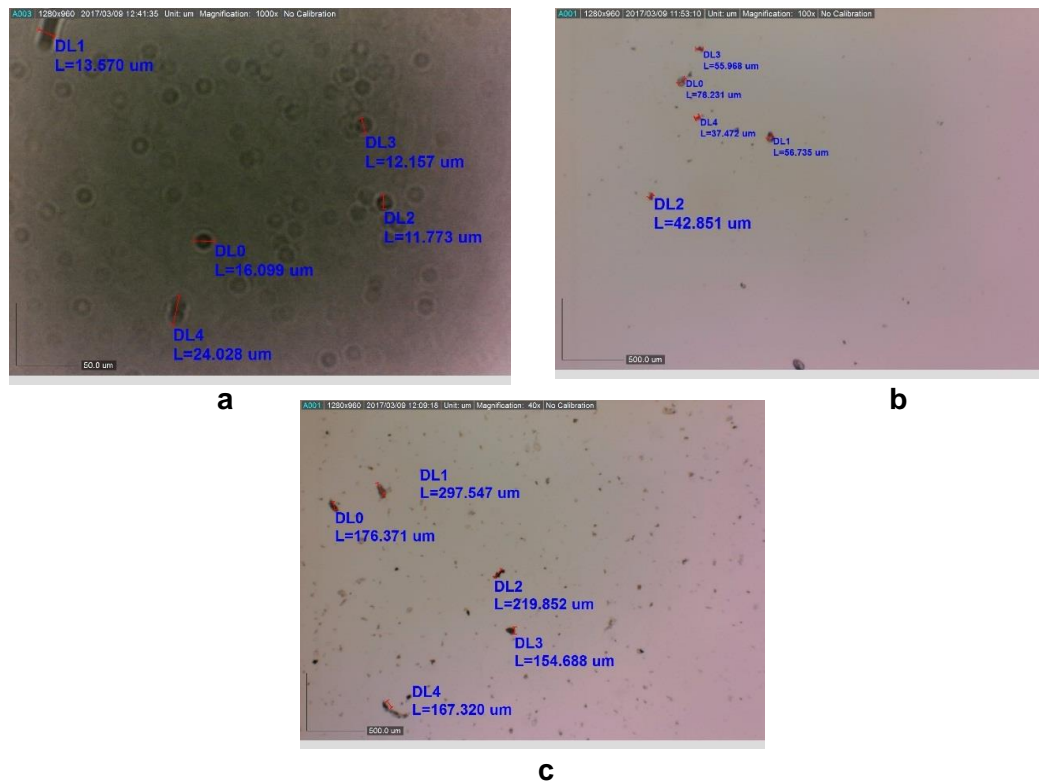 A003 1280x960 2017/03/09 12:41:35 Unit: um Magnification: 1000x No Calibration
DL1
L=13.570 um
DL3
L=12.157 um
DL2
L=11.773 um
DL0
L=16.099 um
DL4
L=24.028 um
50.0 um
a
A001 1280x960 2017/03/09 11:53:10 Unit: um Magnification: 100x No Calibration
DL3
L=55.968 um
DL0
L=78.231 um
DL4
L=37.472 um
DL1
L=56.735 um
DL2
L=42.851 um
500.0 um
b
A001 1280x960 2017/03/09 12:09:18 Unit: um Magnification: 40x No Calibration
DL1
L=297.547 um
DL0
L=176.371 um
DL2
L=219.852 um
DL3
L=154.688 um
DL4
L=167.320 um
500.0 um
c